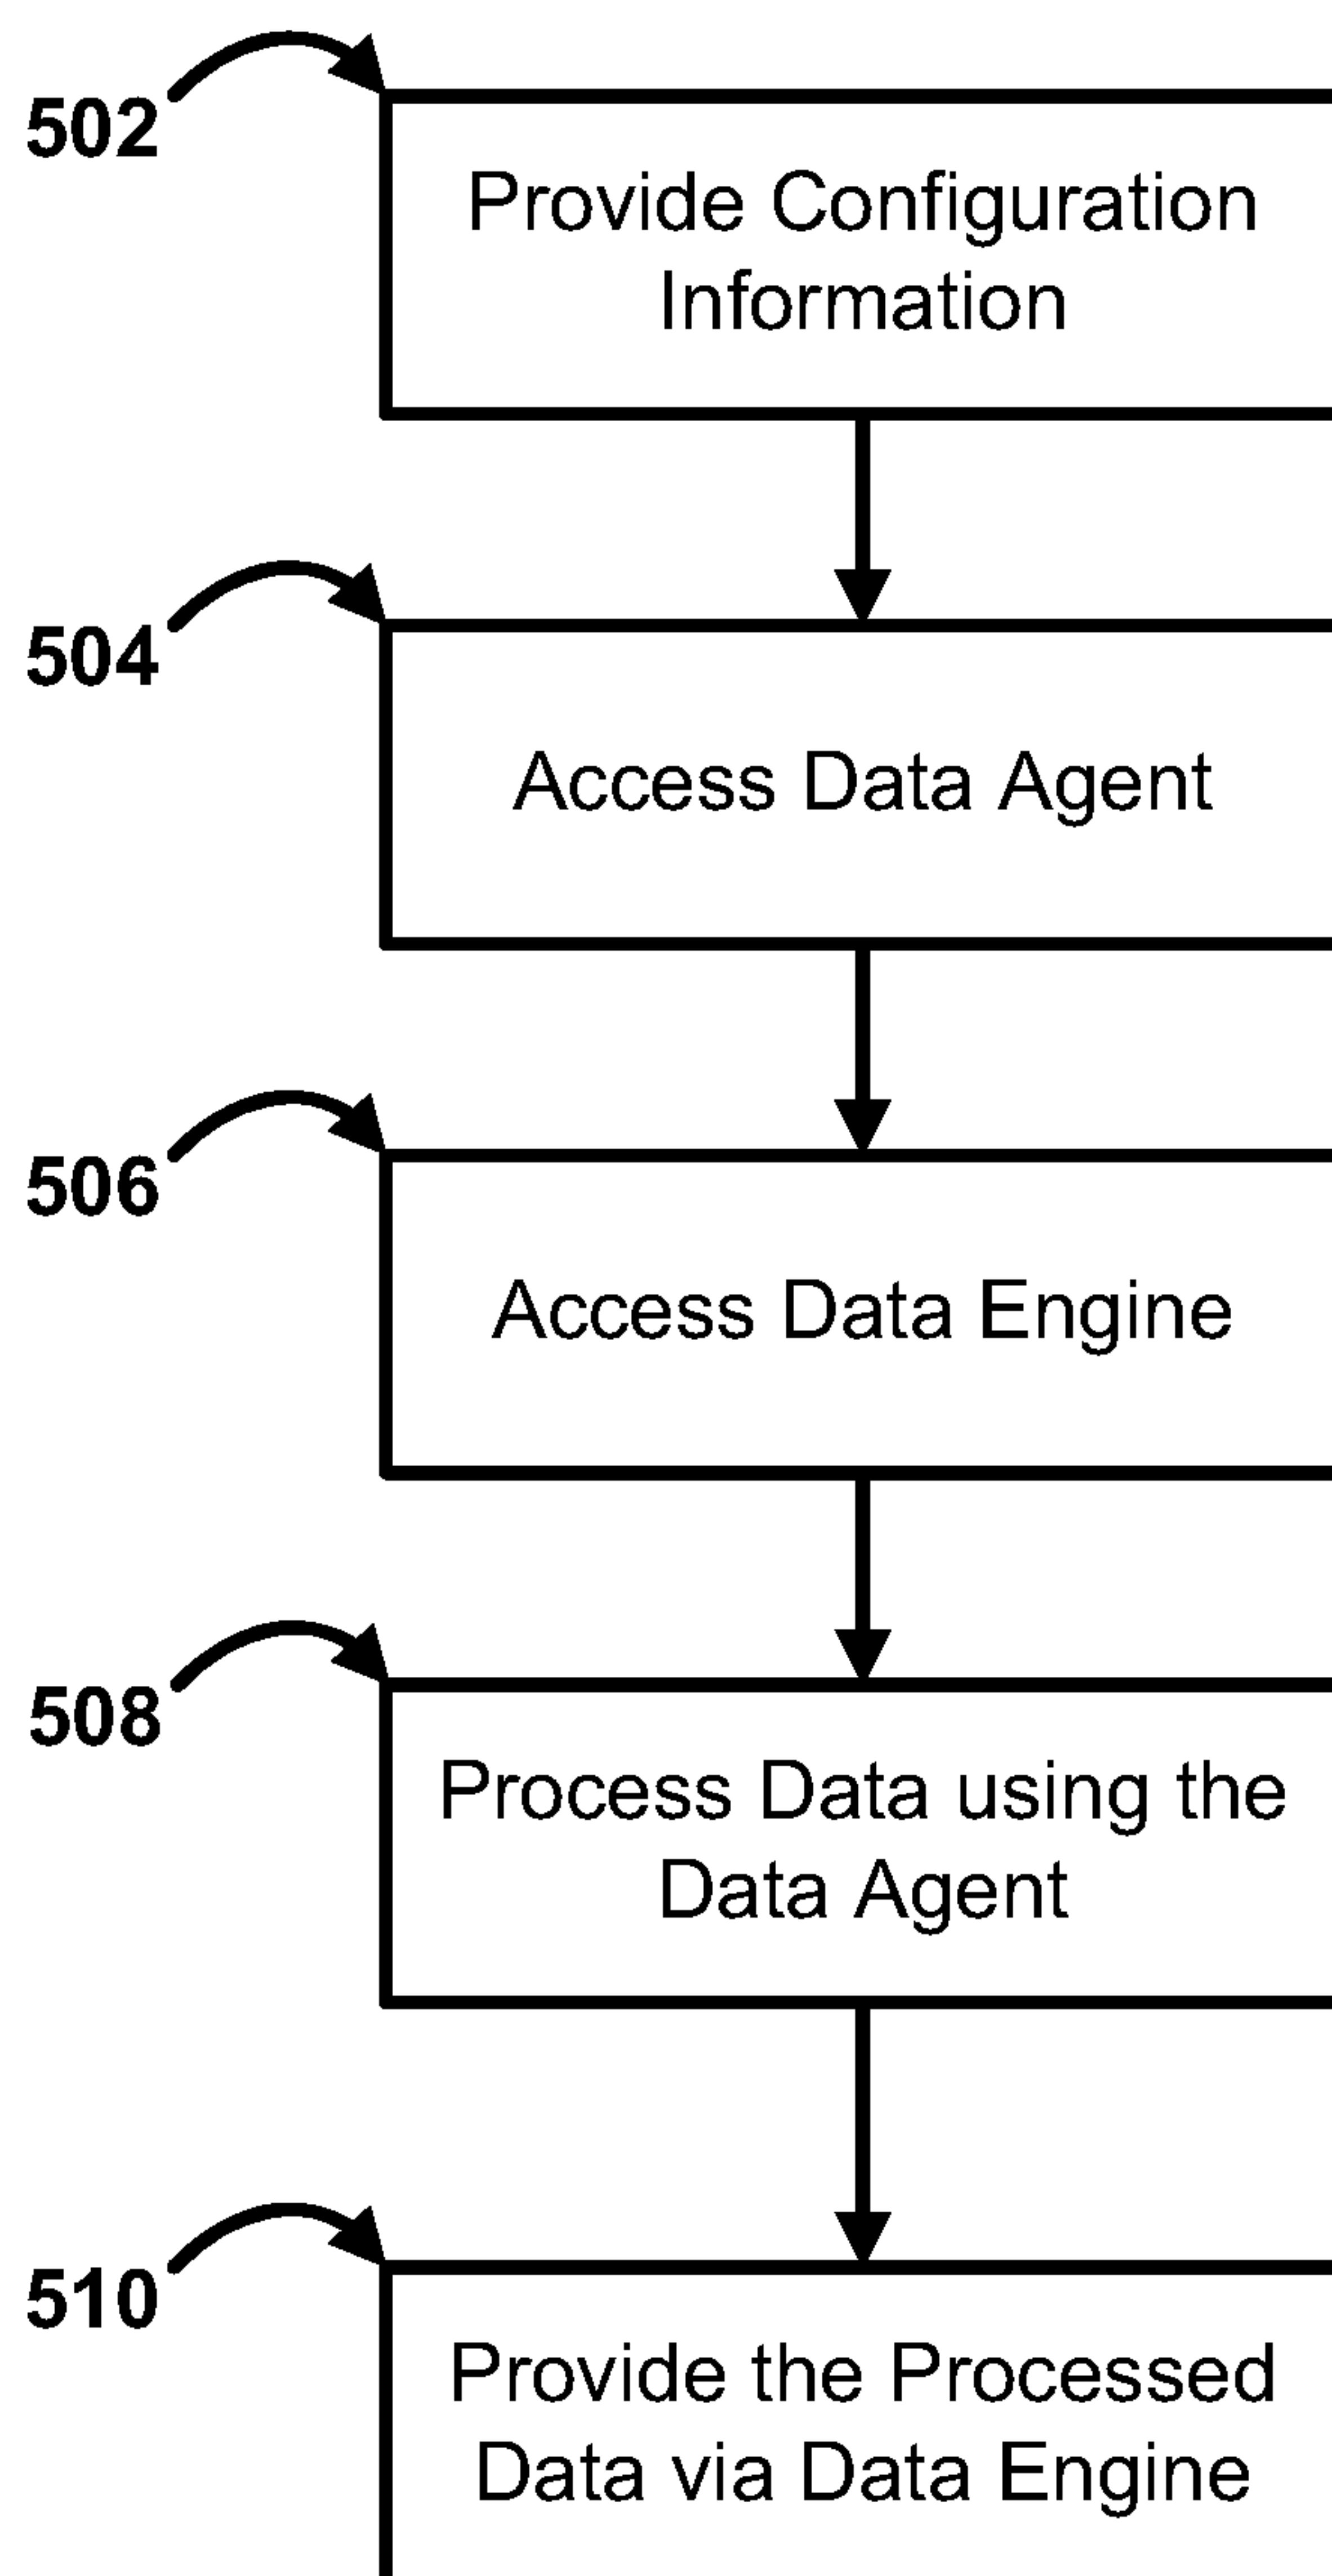 502
Provide Configuration
Information
504
Access Data Agent
506
Access Data Engine
508
Process Data using the
Data Agent
510
Provide the Processed
Data via Data Engine